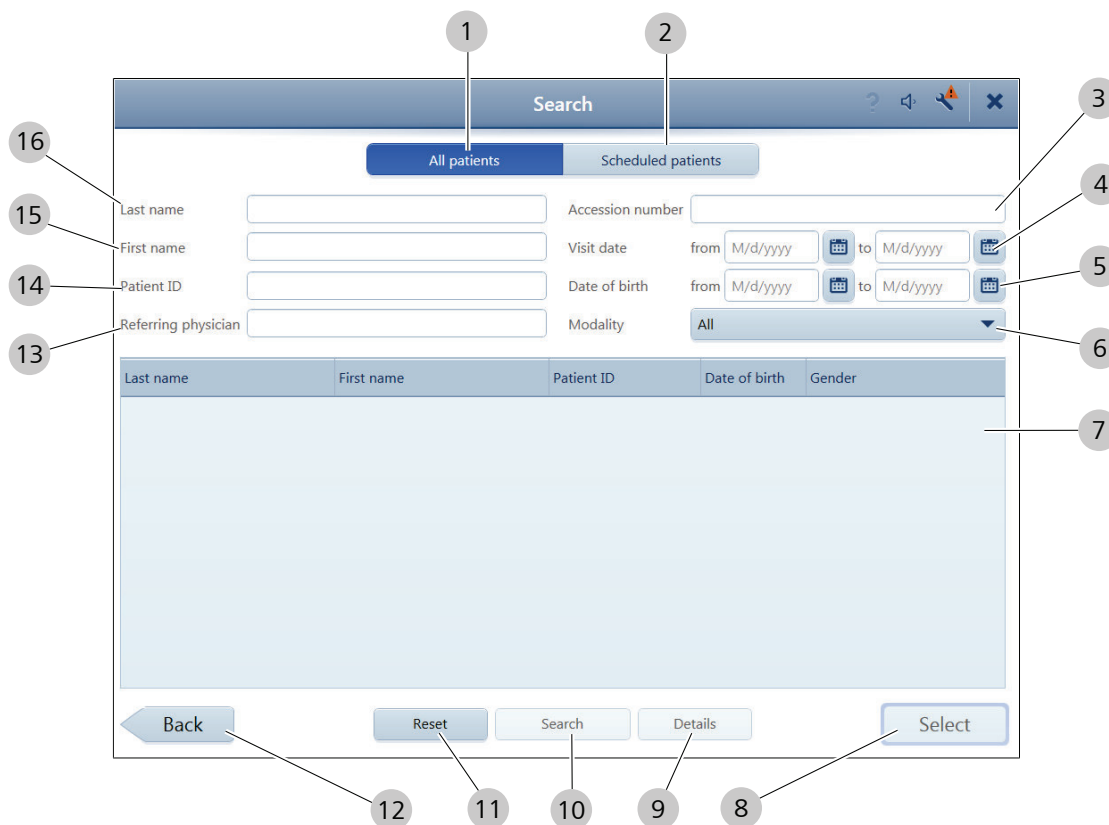 1 2
Search ?
3
16
All patients Scheduled patients
4
Last name Accession number
15
First name Visit date from M/d/yyyy to M/d/yyyy
5
14
Patient ID Date of birth from M/d/yyyy to M/d/yyyy
Referring physician Modality All
13 6
Last name First name Patient ID Date of birth Gender
7
Back Reset Search Details Select
12 11 10 9 8